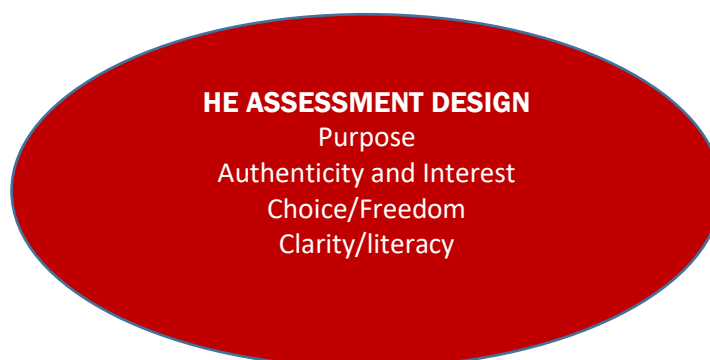 HE ASSESSMENT DESIGN
Purpose
Authenticity and Interest
Choice/Freedom
Clarity/literacy